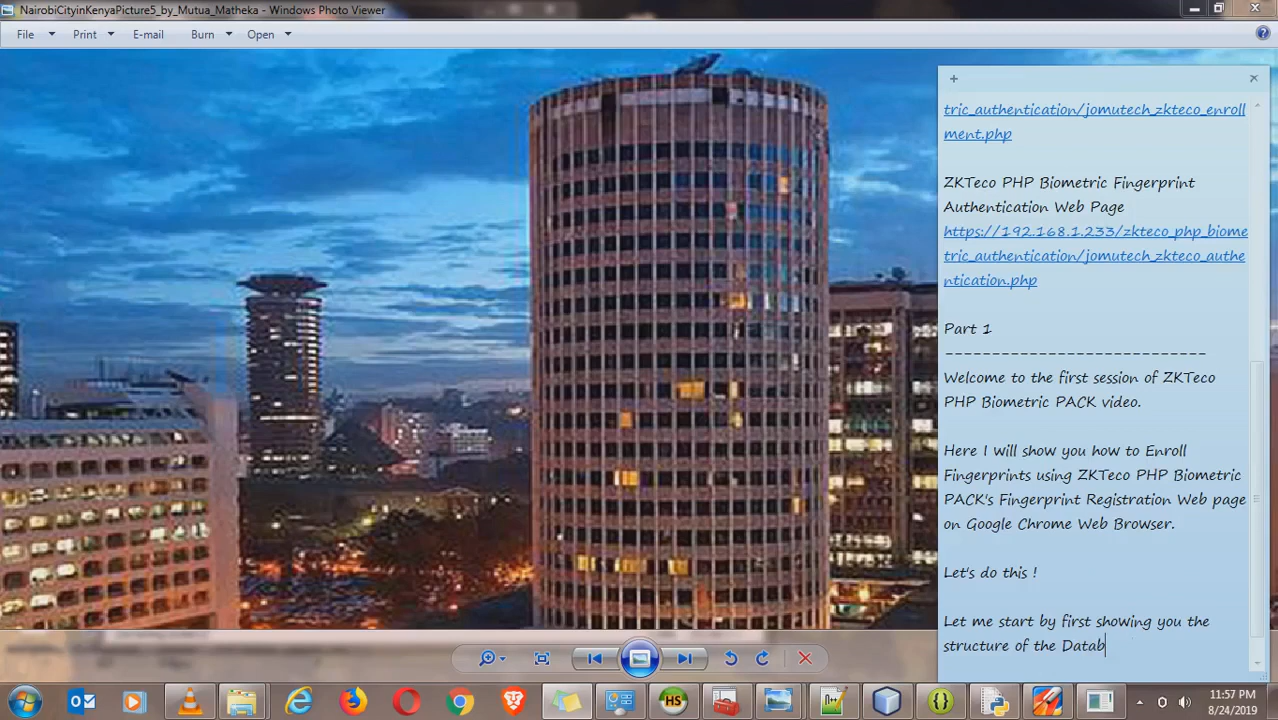 NairobiCityinKenyaPicture5_by_Mutua_Matheka - Windows Photo Viewer
File Print E-mail Burn Open
tric_authentication/jomutech_zkteco_enroll
ment.php
ZKTeco PHP Biometric Fingerprint
Authentication Web Page
https://192.168.1.233/zkteco_php_biome
tric_authentication/jomutech_zkteco_authe
ntication.php
Part 1
----------------------------
Welcome to the first session of ZKTeco
PHP Biometric PACK video.
Here I will show you how to Enroll
Fingerprints using ZKTeco PHP Biometric
PACK's Fingerprint Registration Web page
on Google Chrome Web Browser.
Let's do this !
Let me start by first showing you the
structure of the Datab
HS
11:57 PM
8/24/2019